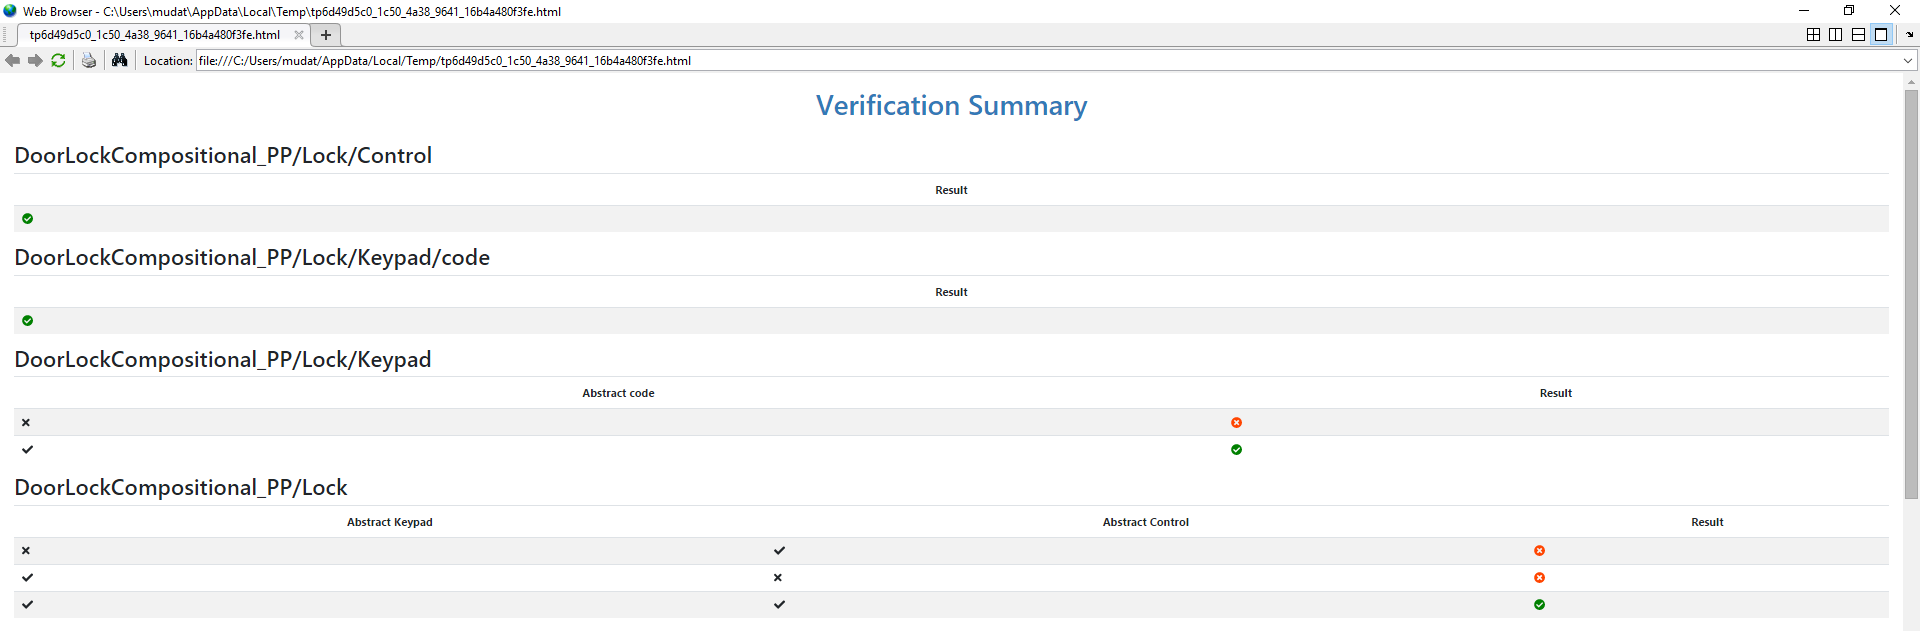 Web Browser - C:\Users\mudat\AppData\Local\Temp\tp6d49d5c0_1c50_4a38_9641_16b4a480f3fe.html
tp6d49d5c0_1c50_4a38_9641_16b4a480f3fe.html
Location: file:///C:/Users/mudat/AppData/Local/Temp/tp6d49d5c0_1c50_4a38_9641_16b4a480f3fe.html
Verification Summary
DoorLockCompositional_PP/Lock/Control
Result
DoorLockCompositional_PP/Lock/Keypad/code
Result
DoorLockCompositional_PP/Lock/Keypad
Abstract code Result
DoorLockCompositional_PP/Lock
Abstract Keypad Abstract Control Result